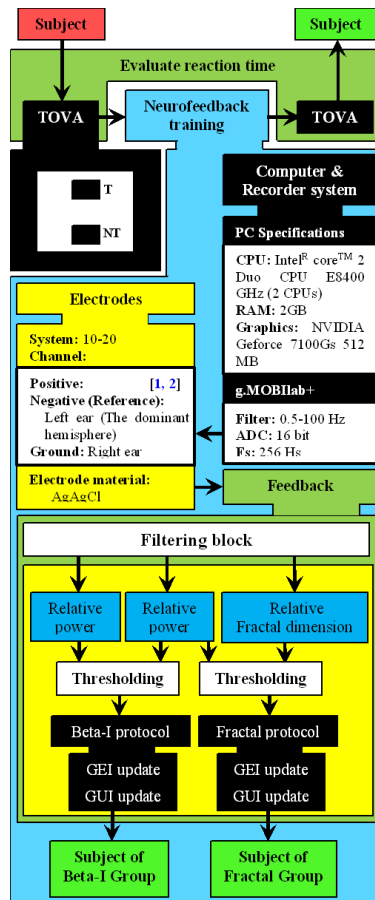 Subject
Subject
Evaluate reaction time
TOVA
Neurofeedback
training
TOVA
T
NT
Computer &
Recorder system
PC Specifications
CPU: Intel^R core^TM 2
Duo CPU E8400
GHz (2 CPUs)
RAM: 2GB
Graphics: NVIDIA
Geforce 7100Gs 512
MB
g.MOBIlab+
Filter: 0.5-100 Hz
ADC: 16 bit
Fs: 256 Hs
Electrodes
System: 10-20
Channel:
Positive: [1, 2]
Negative (Reference):
Left ear (The dominant
hemisphere)
Ground: Right ear
Electrode material:
AgAgCl
Feedback
Filtering block
Relative
power
Relative
power
Relative
Fractal dimension
Thresholding
Thresholding
Beta-I protocol
Fractal protocol
GEI update
GUI update
GEI update
GUI update
Subject of
Beta-I Group
Subject of
Fractal Group